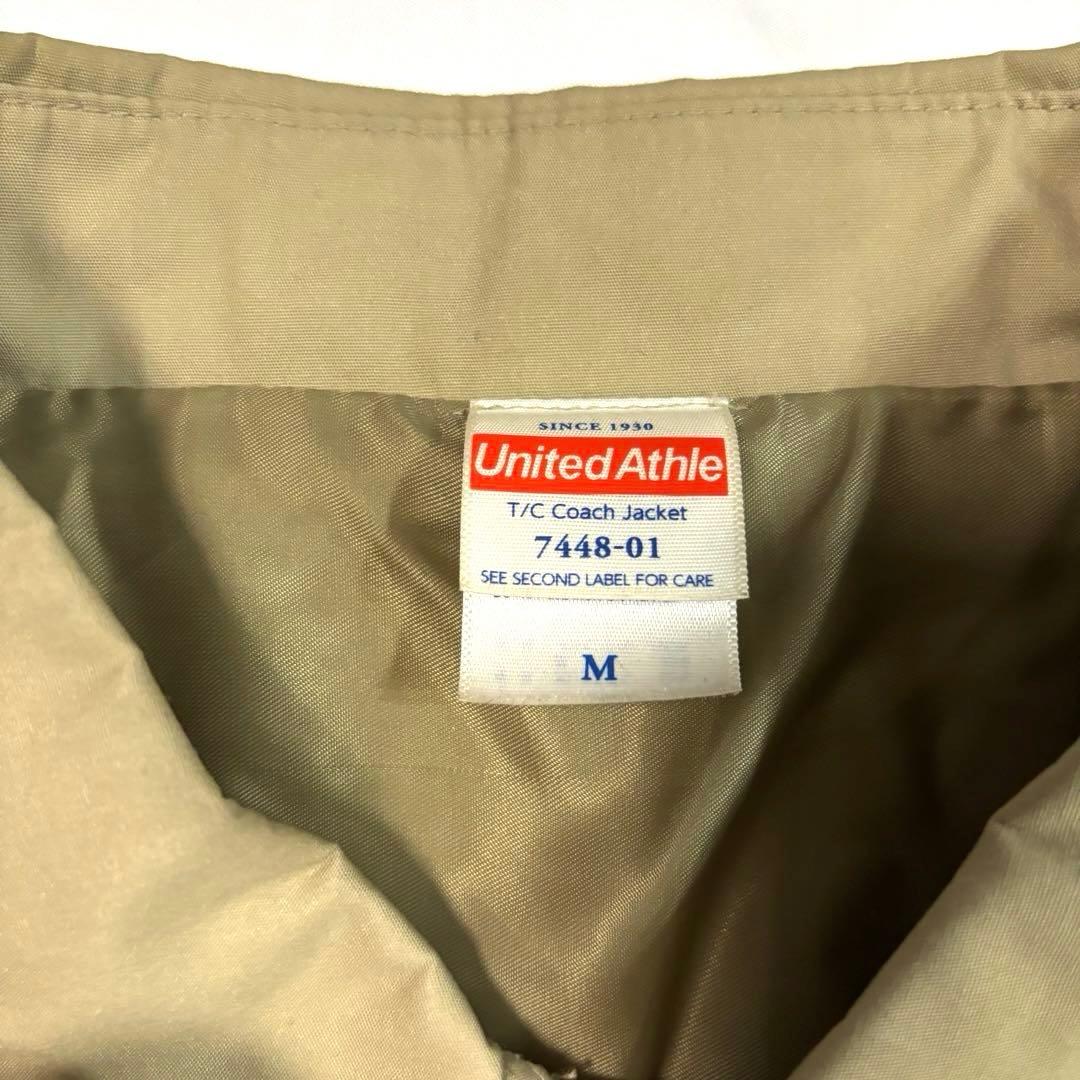 SINCE 1930
United Athle
T/C Coach Jacket
7448-01
SEE SECOND LABEL FOR CARE
M